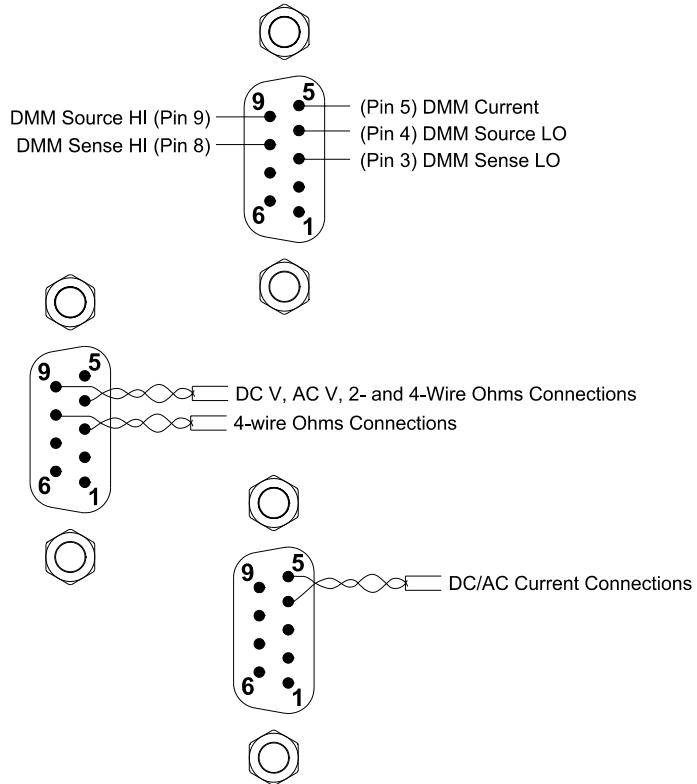 9
5
DMM Source HI (Pin 9)
(Pin 5) DMM Current
(Pin 4) DMM Source LO
DMM Sense HI (Pin 8)
(Pin 3) DMM Sense LO
6
1
9
5
DC V, AC V, 2- and 4-Wire Ohms Connections
4-wire Ohms Connections
6
1
9
5
DC/AC Current Connections
6
1